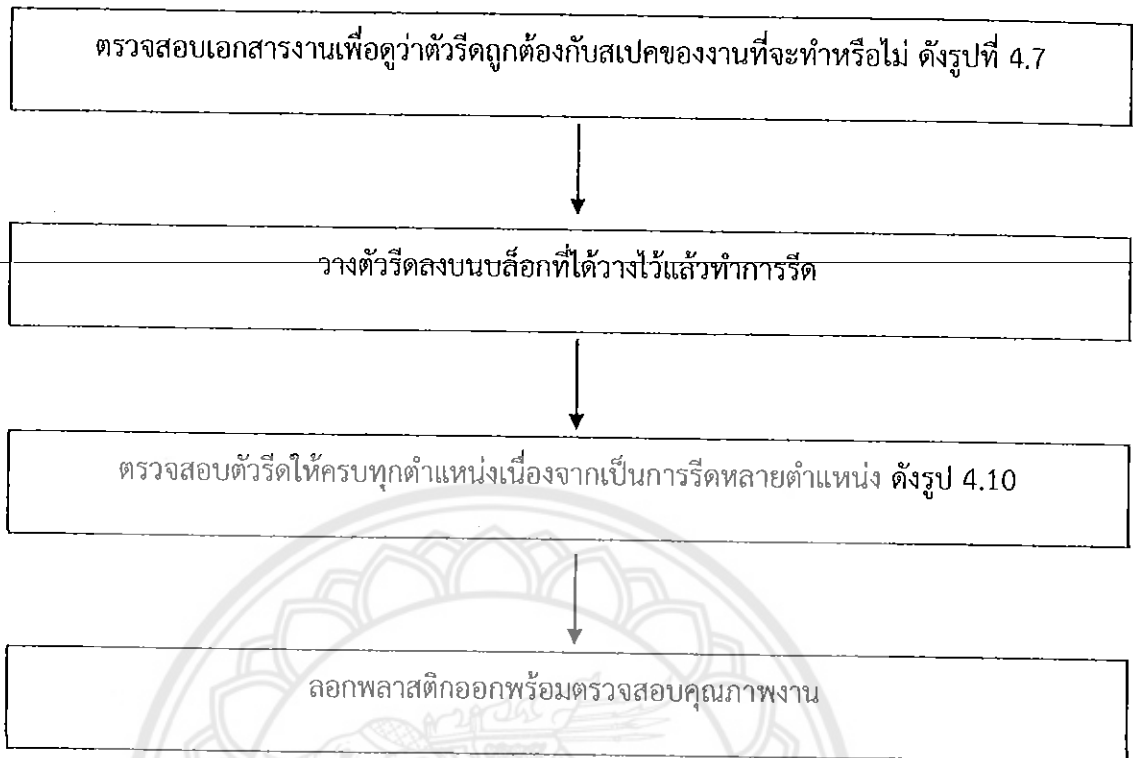 ตรวจสอบเอกสารงานเพื่อดูว่าตัวรีดถูกต้องกับสเปคของงานที่จะทำหรือไม่ ดังรูปที่ 4.7
วางตัวรีดลงบนบล็อกที่ได้วางไว้แล้วทำการรีด
ตรวจสอบตัวรีดให้ครบทุกตำแหน่งเนื่องจากเป็นการรีดหลายตำแหน่ง ดังรูป 4.10
ลอกพลาสติกออกพร้อมตรวจสอบคุณภาพงาน